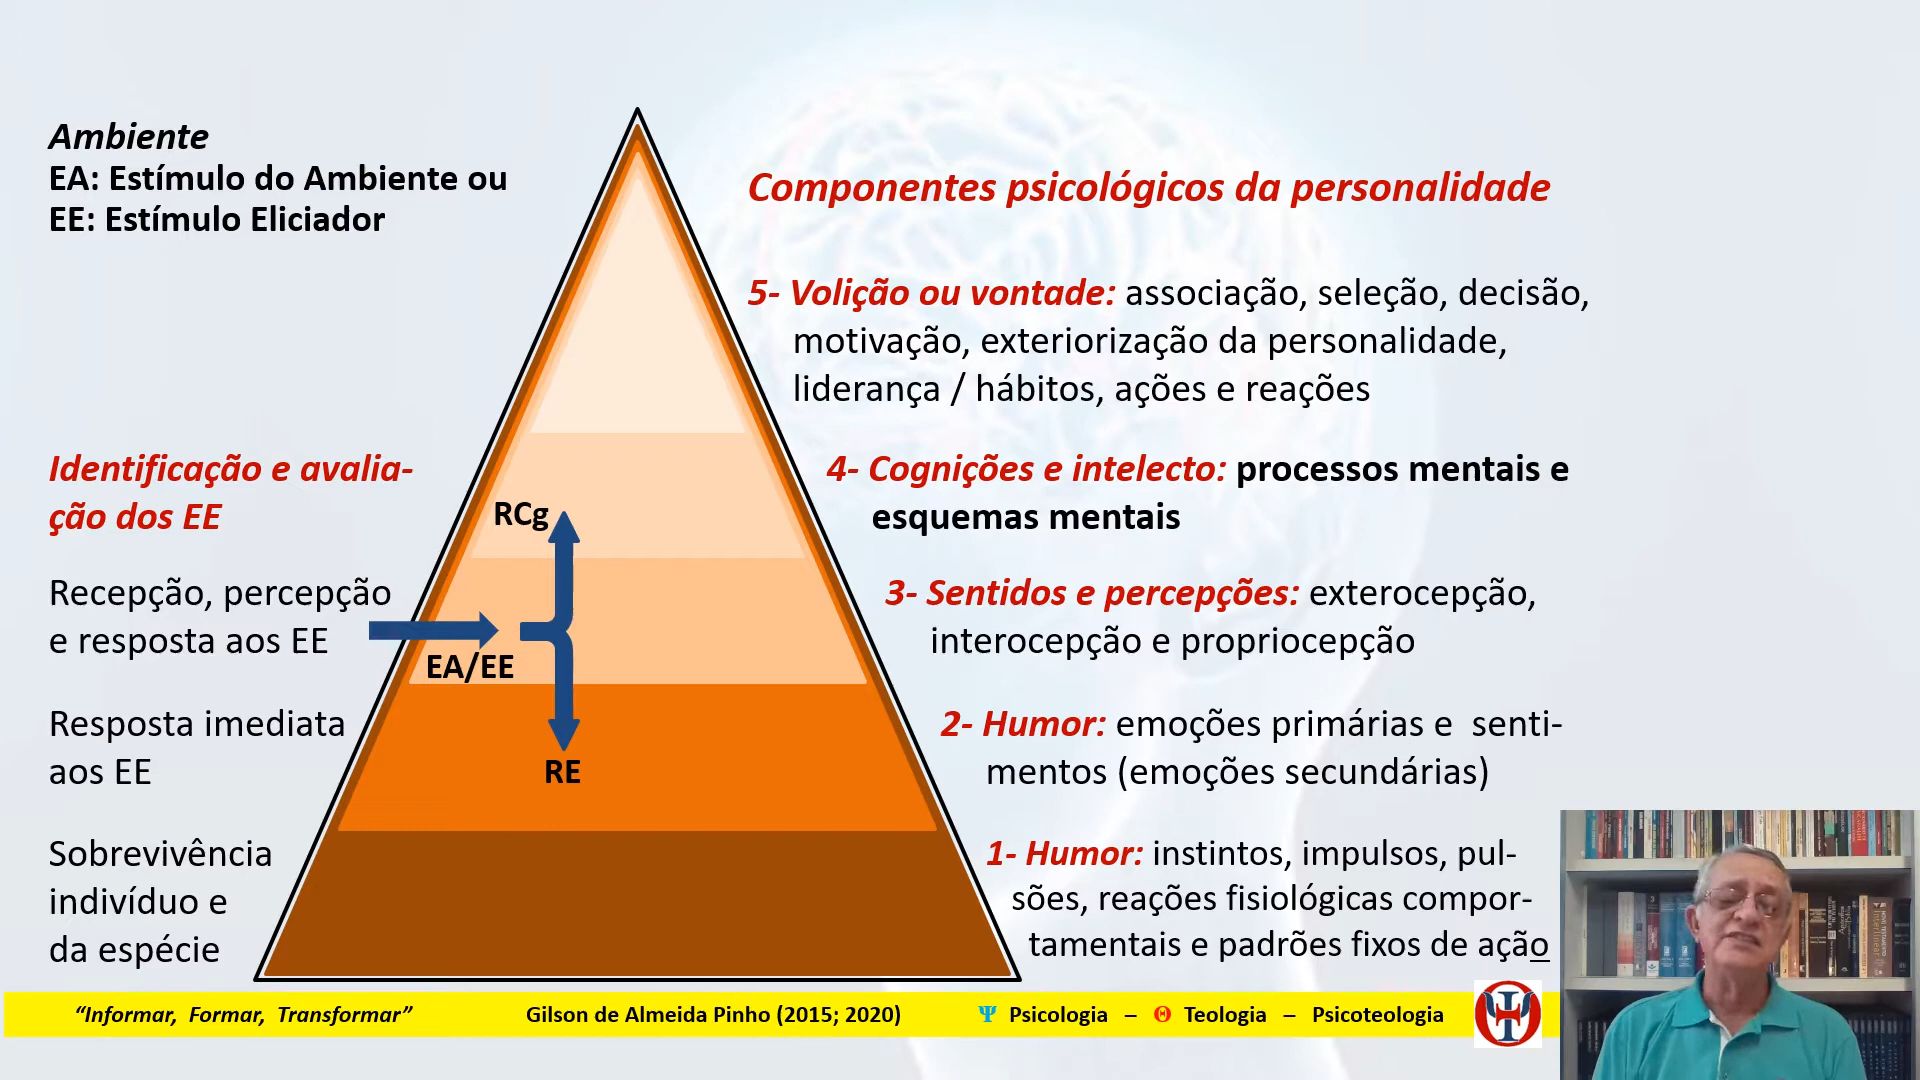 Ambiente
EA: Estímulo do Ambiente ou
EE: Estímulo Eliciador
Componentes psicológicos da personalidade
5- Volição ou vontade: associação, seleção, decisão,
motivação, exteriorização da personalidade,
liderança / hábitos, ações e reações
Identificação e avalia-
ção dos EE
4- Cognições e intelecto: processos mentais e
esquemas mentais
RCg
Recepção, percepção
e resposta aos EE
EA/EE
3- Sentidos e percepções: exterocepção,
interocepção e propriocepção
Resposta imediata
aos EE
RE
2- Humor: emoções primárias e senti-
mentos (emoções secundárias)
Sobrevivência
indivíduo e
da espécie
1- Humor: instintos, impulsos, pul-
sões, reações fisiológicas compor-
tamentais e padrões fixos de ação
“Informar, Formar, Transformar” Gilson de Almeida Pinho (2015; 2020) Ψ Psicologia – Θ Teologia – Psicoteologia